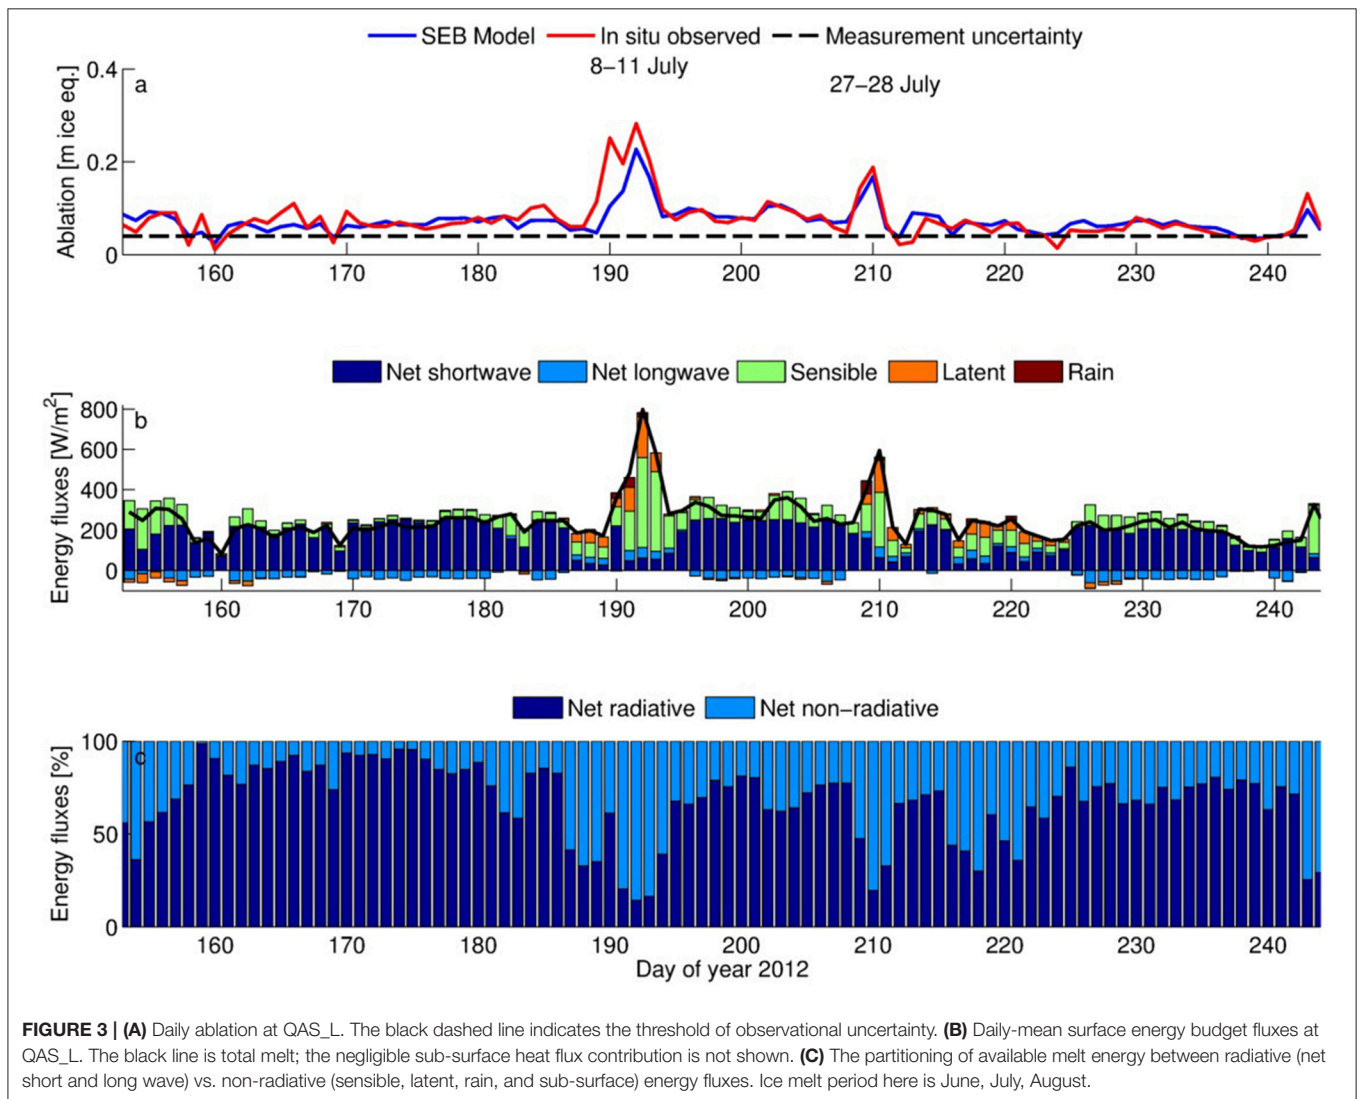 SEB Model In situ observed Measurement uncertainty
8–11 July
27–28 July
a
Ablation [m ice eq.]
0.4
0.2
0
160 170 180 190 200 210 220 230 240
Net shortwave Net longwave Sensible Latent Rain
b
Energy fluxes [W/m²]
800
600
400
200
0
160 170 180 190 200 210 220 230 240
Net radiative Net non–radiative
c
Energy fluxes [%]
100
50
0
160 170 180 190 200 210 220 230 240
Day of year 2012
FIGURE 3 | (A) Daily ablation at QAS_L. The black dashed line indicates the threshold of observational uncertainty. (B) Daily-mean surface energy budget fluxes at
QAS_L. The black line is total melt; the negligible sub-surface heat flux contribution is not shown. (C) The partitioning of available melt energy between radiative (net
short and long wave) vs. non-radiative (sensible, latent, rain, and sub-surface) energy fluxes. Ice melt period here is June, July, August.